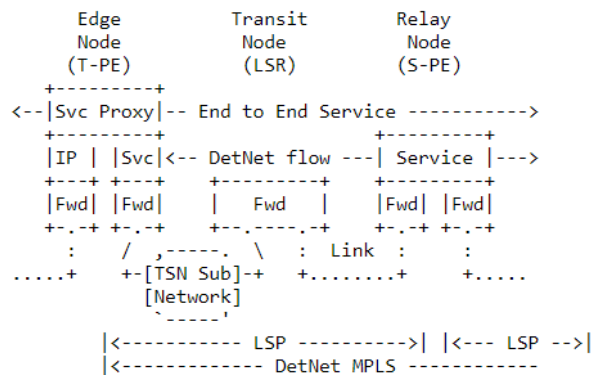 Edge             Transit          Relay
      Node              Node             Node
     (T-PE)            (LSR)            (S-PE)
   +---------+
<--|Svc Proxy|-- End to End Service ----------->
   +---------+                     +---------+
   |IP | |Svc|<-- DetNet flow ---| Service |--->
   +---+ +---+    +---------+    +---------+
   |Fwd| |Fwd|    |   Fwd   |    |Fwd| |Fwd|
   +-.-+ +-.-+    +--.----.-+    +-.-+ +-.-+
     :    /  ,-----.  \   :  Link  :     :
.....+    +-[TSN Sub]-+   +........+     +.....
            [Network]
             `-----'
        |<----------- LSP ---------->| |<--- LSP -->|
        |<------------- DetNet MPLS ------------